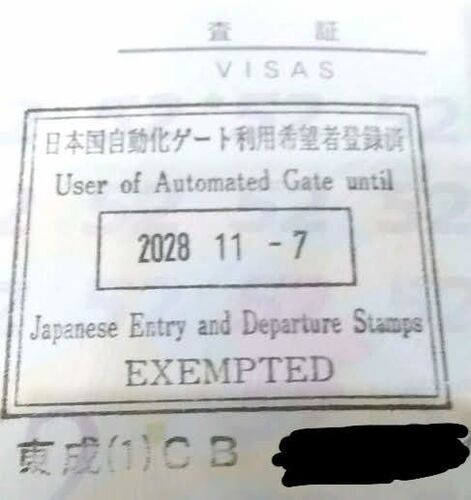 査 証
VISAS
日本国自動化ゲート利用希望者登録済
User of Automated Gate until
2028 11 - 7
Japanese Entry and Departure Stamps
EXEMPTED
東成(1)CB